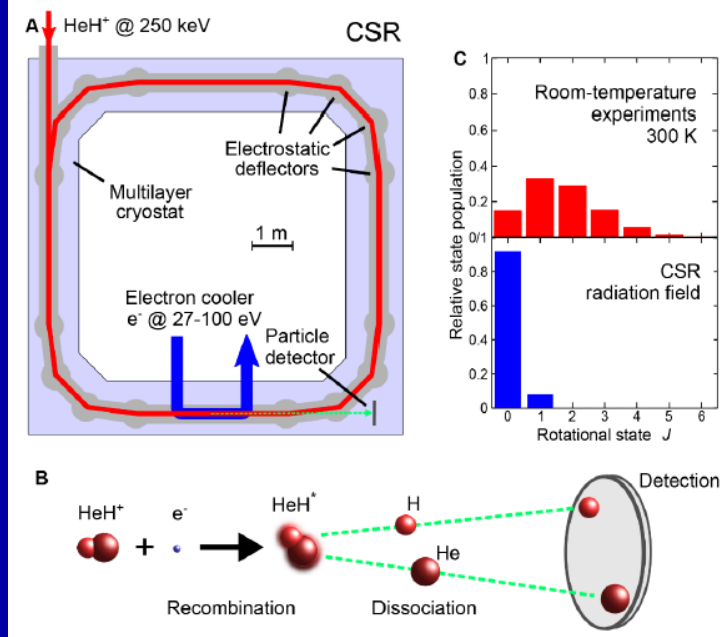 A
HeH⁺ @ 250 keV
CSR
Electrostatic
deflectors
Multilayer
cryostat
1 m
Electron cooler
e⁻ @ 27-100 eV
Particle
detector
C
Relative state population
1
0.8
0.6
0.4
0.2
0/1
0.8
0.6
0.4
0.2
0
Room-temperature
experiments
300 K
CSR
radiation field
0 1 2 3 4 5 6
Rotational state J
B
HeH⁺
e⁻
+
HeH*
H
He
Detection
Recombination
Dissociation